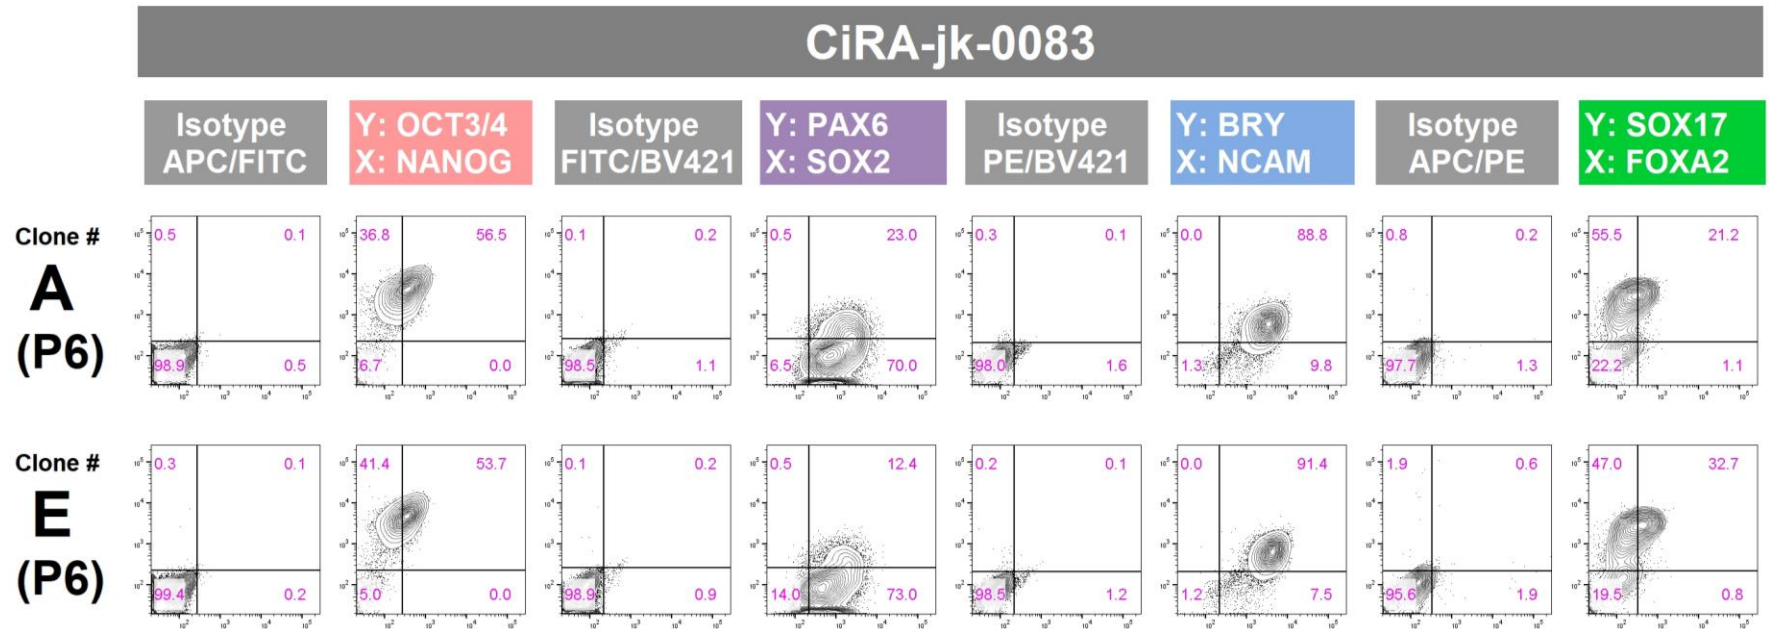 CiRA-jk-0083
Isotype
APC/FITC
Y: OCT3/4
X: NANOG
Isotype
FITC/BV421
Y: PAX6
X: SOX2
Isotype
PE/BV421
Y: BRY
X: NCAM
Isotype
APC/PE
Y: SOX17
X: FOXA2
Clone #
A
(P6)
0.5 0.1
98.9 0.5
36.8 56.5
6.7 0.0
0.1 0.2
98.5 1.1
0.5 23.0
6.5 70.0
0.3 0.1
98.0 1.6
0.0 88.8
1.3 9.8
0.8 0.2
97.7 1.3
55.5 21.2
22.2 1.1
Clone #
E
(P6)
0.3 0.1
99.4 0.2
41.4 53.7
5.0 0.0
0.1 0.2
98.9 0.9
0.5 12.4
14.0 73.0
0.2 0.1
98.5 1.2
0.0 91.4
1.2 7.5
1.9 0.6
95.6 1.9
47.0 32.7
19.5 0.8